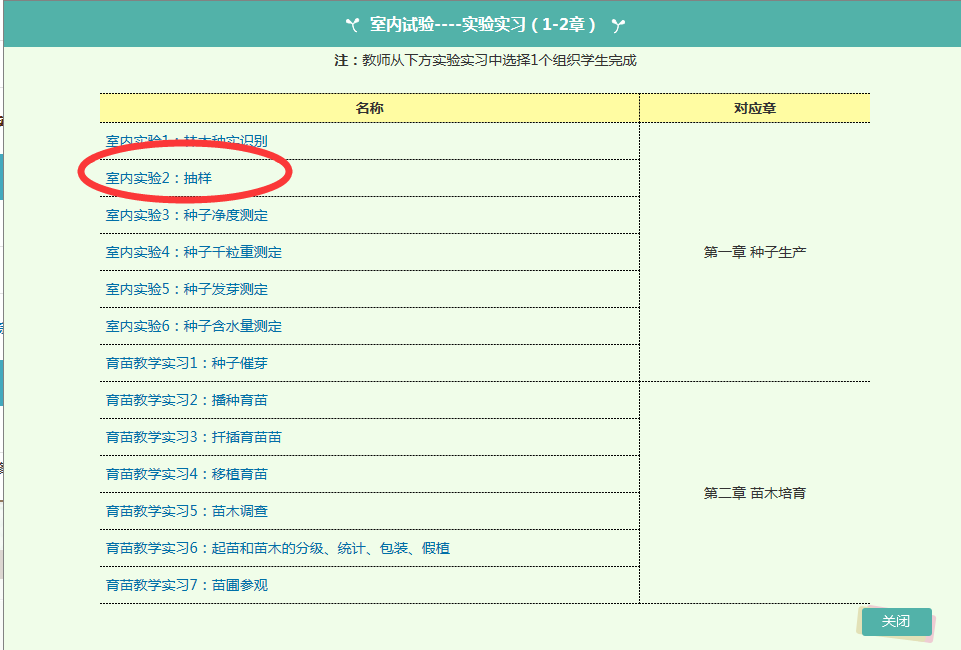 室内试验----实验实习（1-2章）
注：教师从下方实验实习中选择1个组织学生完成
名称
对应章
室内实验1：林木种实识别
室内实验2：抽样
室内实验3：种子净度测定
室内实验4：种子千粒重测定
第一章 种子生产
室内实验5：种子发芽测定
室内实验6：种子含水量测定
育苗教学实习1：种子催芽
育苗教学实习2：播种育苗
育苗教学实习3：扦插育苗苗
育苗教学实习4：移植育苗
第二章 苗木培育
育苗教学实习5：苗木调查
育苗教学实习6：起苗和苗木的分级、统计、包装、假植
育苗教学实习7：苗圃参观
关闭